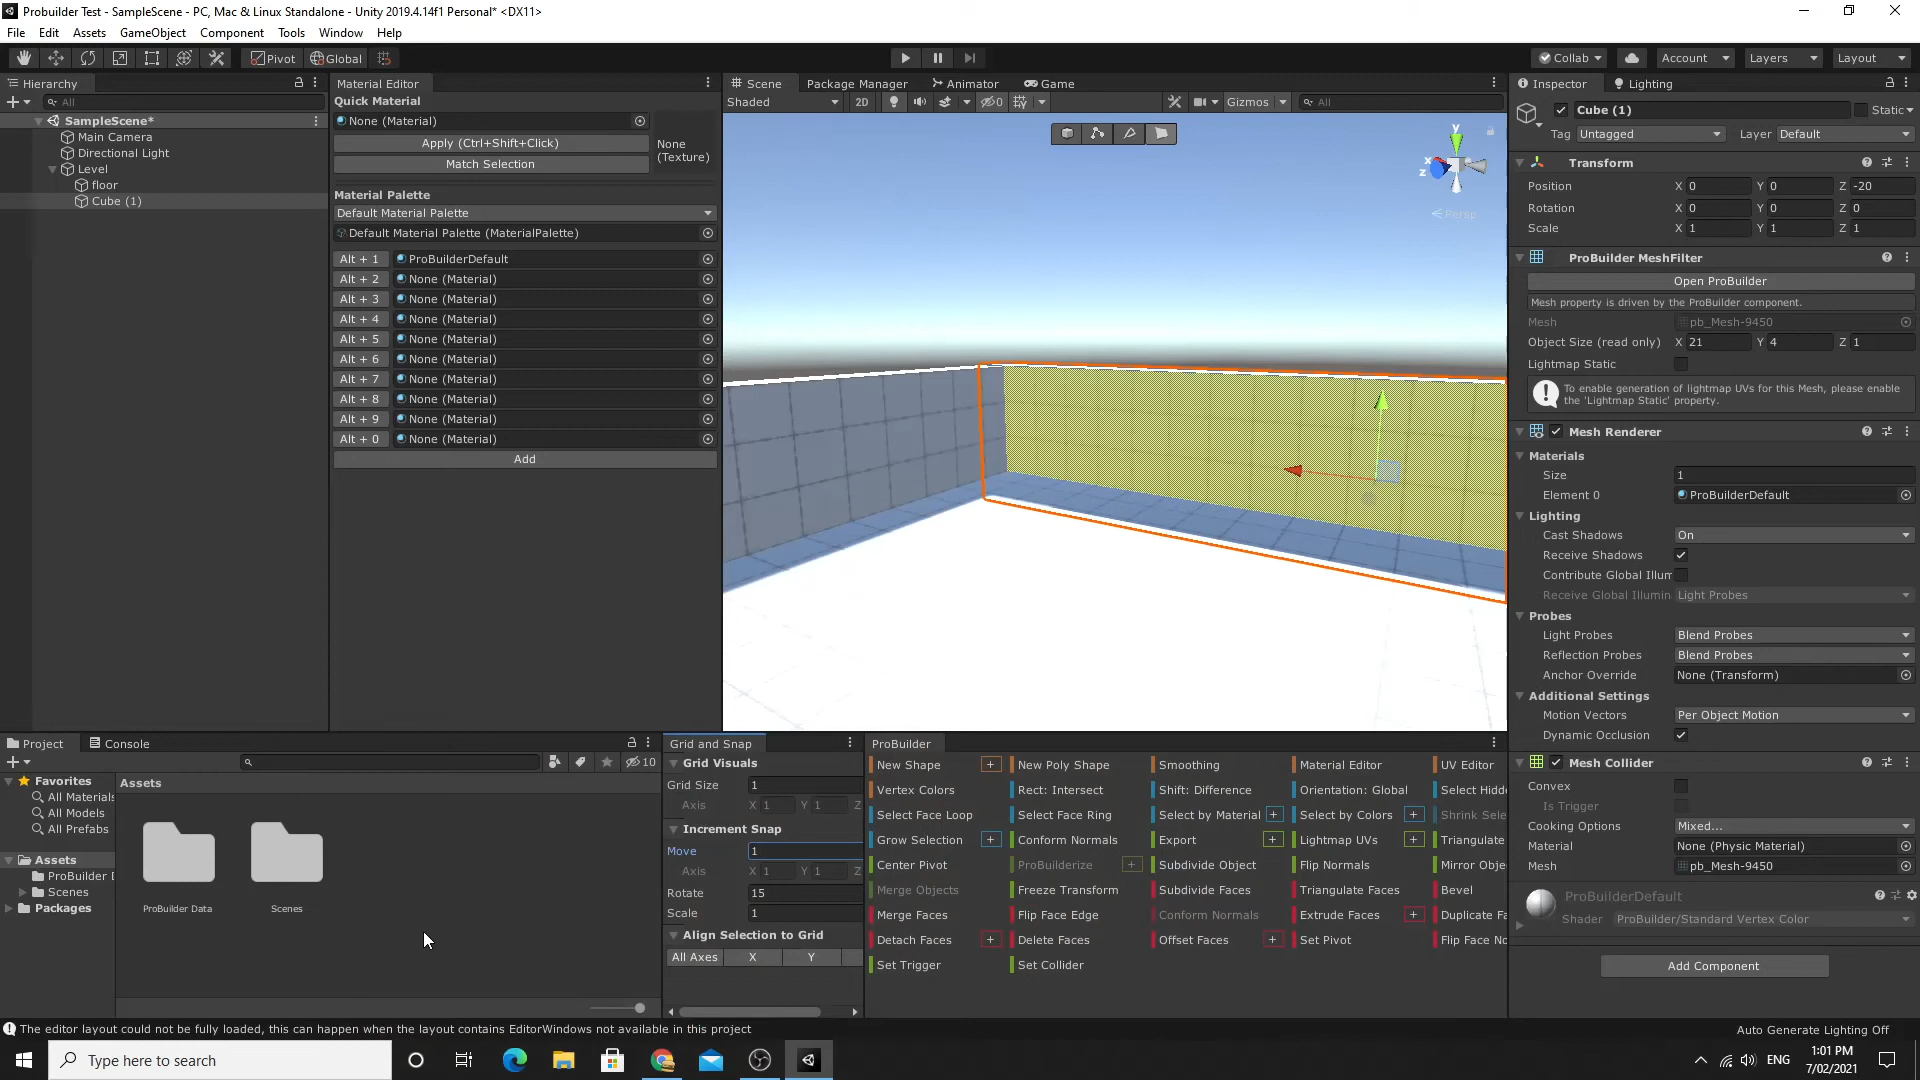 Probuilder Test - SampleScene - PC, Mac & Linux Standalone - Unity 2019.4.14f1 Personal* <DX11>
File Edit Assets GameObject Component Tools Window Help
Pivot Global Collab Account Layers Layout
Hierarchy
All
SampleScene*
Main Camera
Directional Light
Level
floor
Cube (1)
Material Editor
Quick Material
None (Material)
Apply (Ctrl+Shift+Click)
Match Selection
None
(Texture)
Material Palette
Default Material Palette
Default Material Palette (MaterialPalette)
Alt + 1 ProBuilderDefault
Alt + 2 None (Material)
Alt + 3 None (Material)
Alt + 4 None (Material)
Alt + 5 None (Material)
Alt + 6 None (Material)
Alt + 7 None (Material)
Alt + 8 None (Material)
Alt + 9 None (Material)
Alt + 0 None (Material)
Add
Scene Package Manager Animator Game
Shaded 2D 0 Gizmos All
y
x
z
Persp
Inspector Lighting
Cube (1) Static
Tag Untagged Layer Default
Transform
Position X 0 Y 0 Z -20
Rotation X 0 Y 0 Z 0
Scale X 1 Y 1 Z 1
ProBuilder MeshFilter
Open ProBuilder
Mesh property is driven by the ProBuilder component.
Mesh pb_Mesh-9450
Object Size (read only) X 21 Y 4 Z 1
Lightmap Static
To enable generation of lightmap UVs for this Mesh, please enable
the 'Lightmap Static' property.
Mesh Renderer
Materials
Size 1
Element 0 ProBuilderDefault
Lighting
Cast Shadows On
Receive Shadows
Contribute Global Illum
Receive Global Illumin Light Probes
Probes
Light Probes Blend Probes
Reflection Probes Blend Probes
Anchor Override None (Transform)
Additional Settings
Motion Vectors Per Object Motion
Dynamic Occlusion
Mesh Collider
Convex
Is Trigger
Cooking Options Mixed...
Material None (Physic Material)
Mesh pb_Mesh-9450
ProBuilderDefault
Shader ProBuilder/Standard Vertex Color
Add Component
Project Console
10
Favorites
All Materials
All Models
All Prefabs
Assets
ProBuilder D
Scenes
Packages
Assets
ProBuilder Data Scenes
Grid and Snap
Grid Visuals
Grid Size 1
Axis X 1 Y 1 Z
Increment Snap
Move 1
Axis X 1 Y 1 Z
Rotate 15
Scale 1
Align Selection to Grid
All Axes X Y
ProBuilder
New Shape + New Poly Shape Smoothing Material Editor UV Editor
Vertex Colors Rect: Intersect Shift: Difference Orientation: Global Select Hidd
Select Face Loop Select Face Ring Select by Material + Select by Colors + Shrink Sele
Grow Selection + Conform Normals Export + Lightmap UVs + Triangulate
Center Pivot ProBuilderize + Subdivide Object Flip Normals Mirror Obje
Merge Objects Freeze Transform Subdivide Faces Triangulate Faces Bevel
Merge Faces Flip Face Edge Conform Normals Extrude Faces + Duplicate Fa
Detach Faces + Delete Faces Offset Faces + Set Pivot Flip Face No
Set Trigger Set Collider
The editor layout could not be fully loaded, this can happen when the layout contains EditorWindows not available in this project
Auto Generate Lighting Off
Type here to search
ENG
1:01 PM
7/02/2021